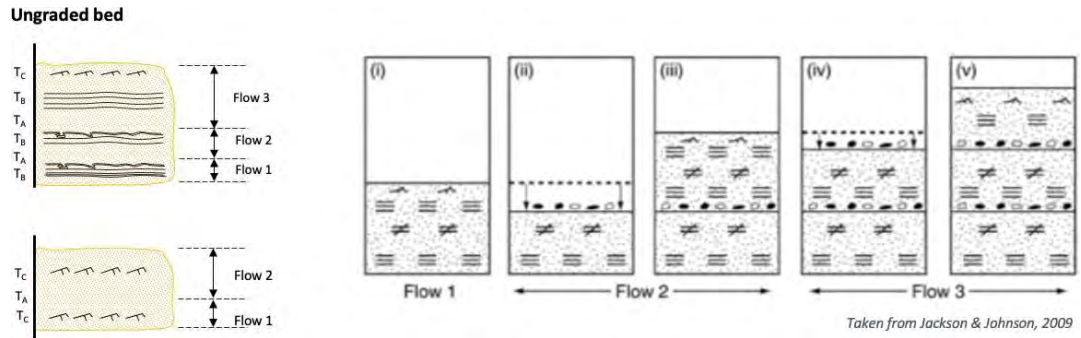 Ungraded bed
TC
TB
TA
TB
TA
TB
Flow 3
Flow 2
Flow 1
TC
TA
TC
Flow 2
Flow 1
(i)
(ii)
(iii)
(iv)
(v)
Flow 1
Flow 2
Flow 3
Taken from Jackson & Johnson, 2009